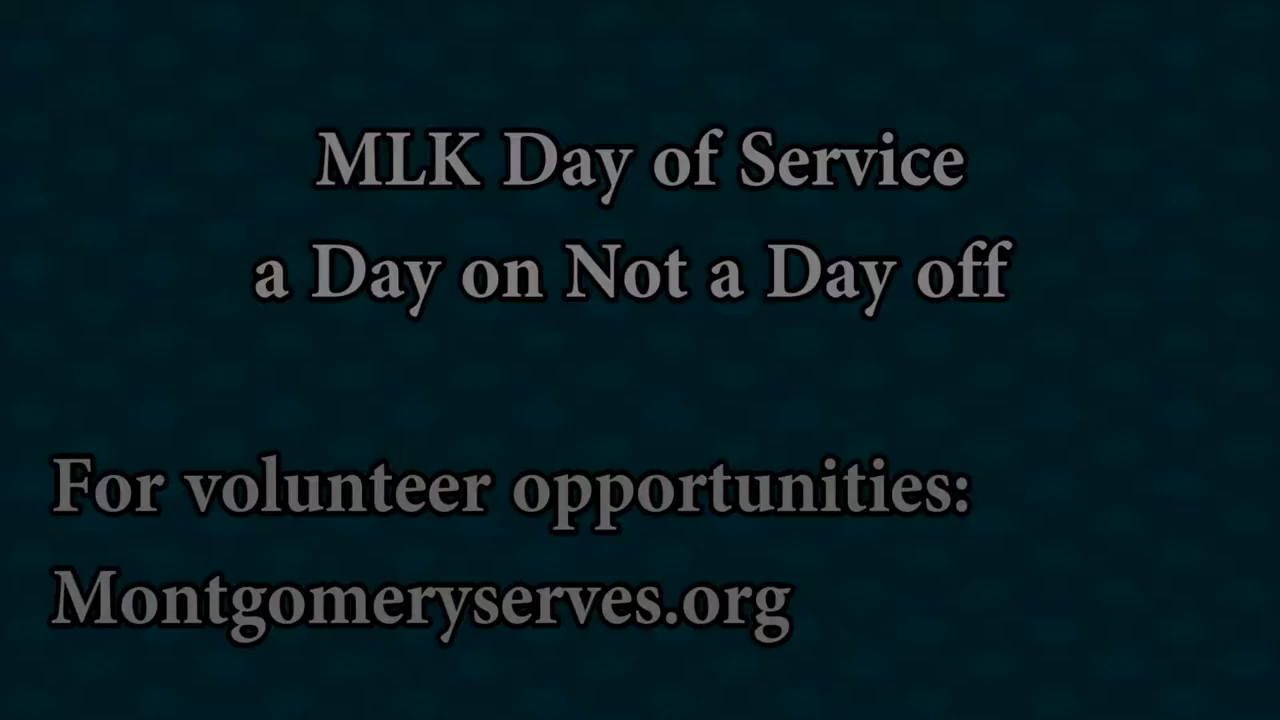 MLK Day of Service
a Day on Not a Day off
For volunteer opportunities:
Montgomeryserves.org